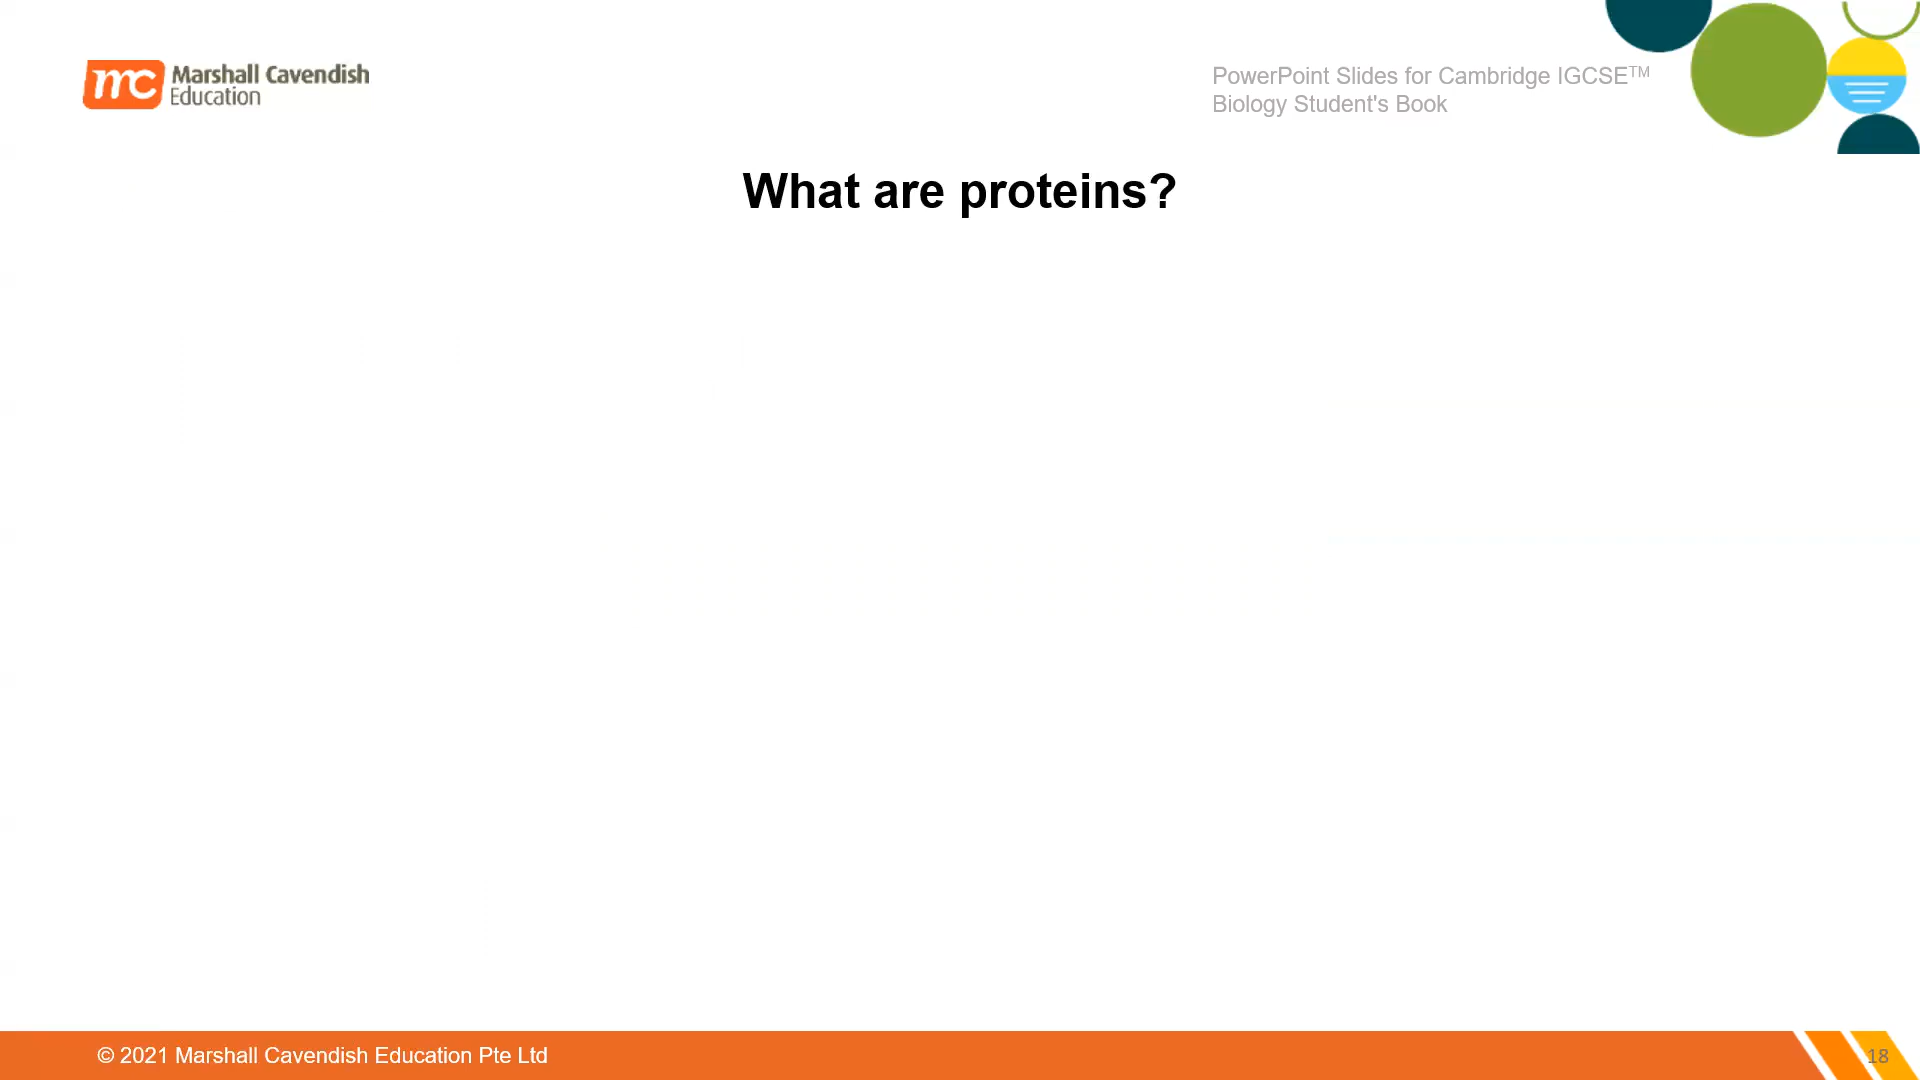 mc Marshall Cavendish
Education
PowerPoint Slides for Cambridge IGCSE™
Biology Student's Book
What are proteins?
© 2021 Marshall Cavendish Education Pte Ltd
18